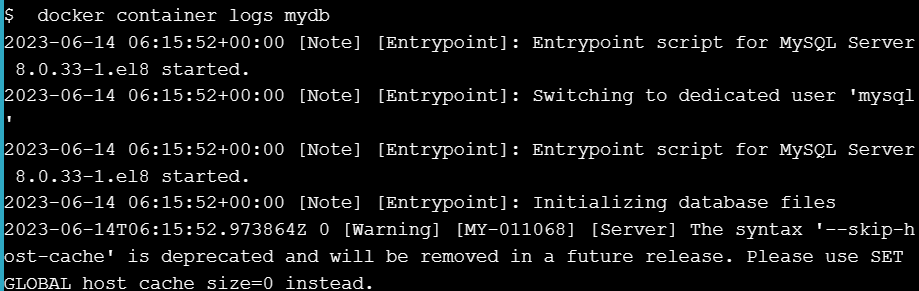 $  docker container logs mydb
2023-06-14 06:15:52+00:00 [Note] [Entrypoint]: Entrypoint script for MySQL Server
 8.0.33-1.el8 started.
2023-06-14 06:15:52+00:00 [Note] [Entrypoint]: Switching to dedicated user 'mysql
'
2023-06-14 06:15:52+00:00 [Note] [Entrypoint]: Entrypoint script for MySQL Server
 8.0.33-1.el8 started.
2023-06-14 06:15:52+00:00 [Note] [Entrypoint]: Initializing database files
2023-06-14T06:15:52.973864Z 0 [Warning] [MY-011068] [Server] The syntax '--skip-h
ost-cache' is deprecated and will be removed in a future release. Please use SET
GLOBAL host_cache_size=0 instead.